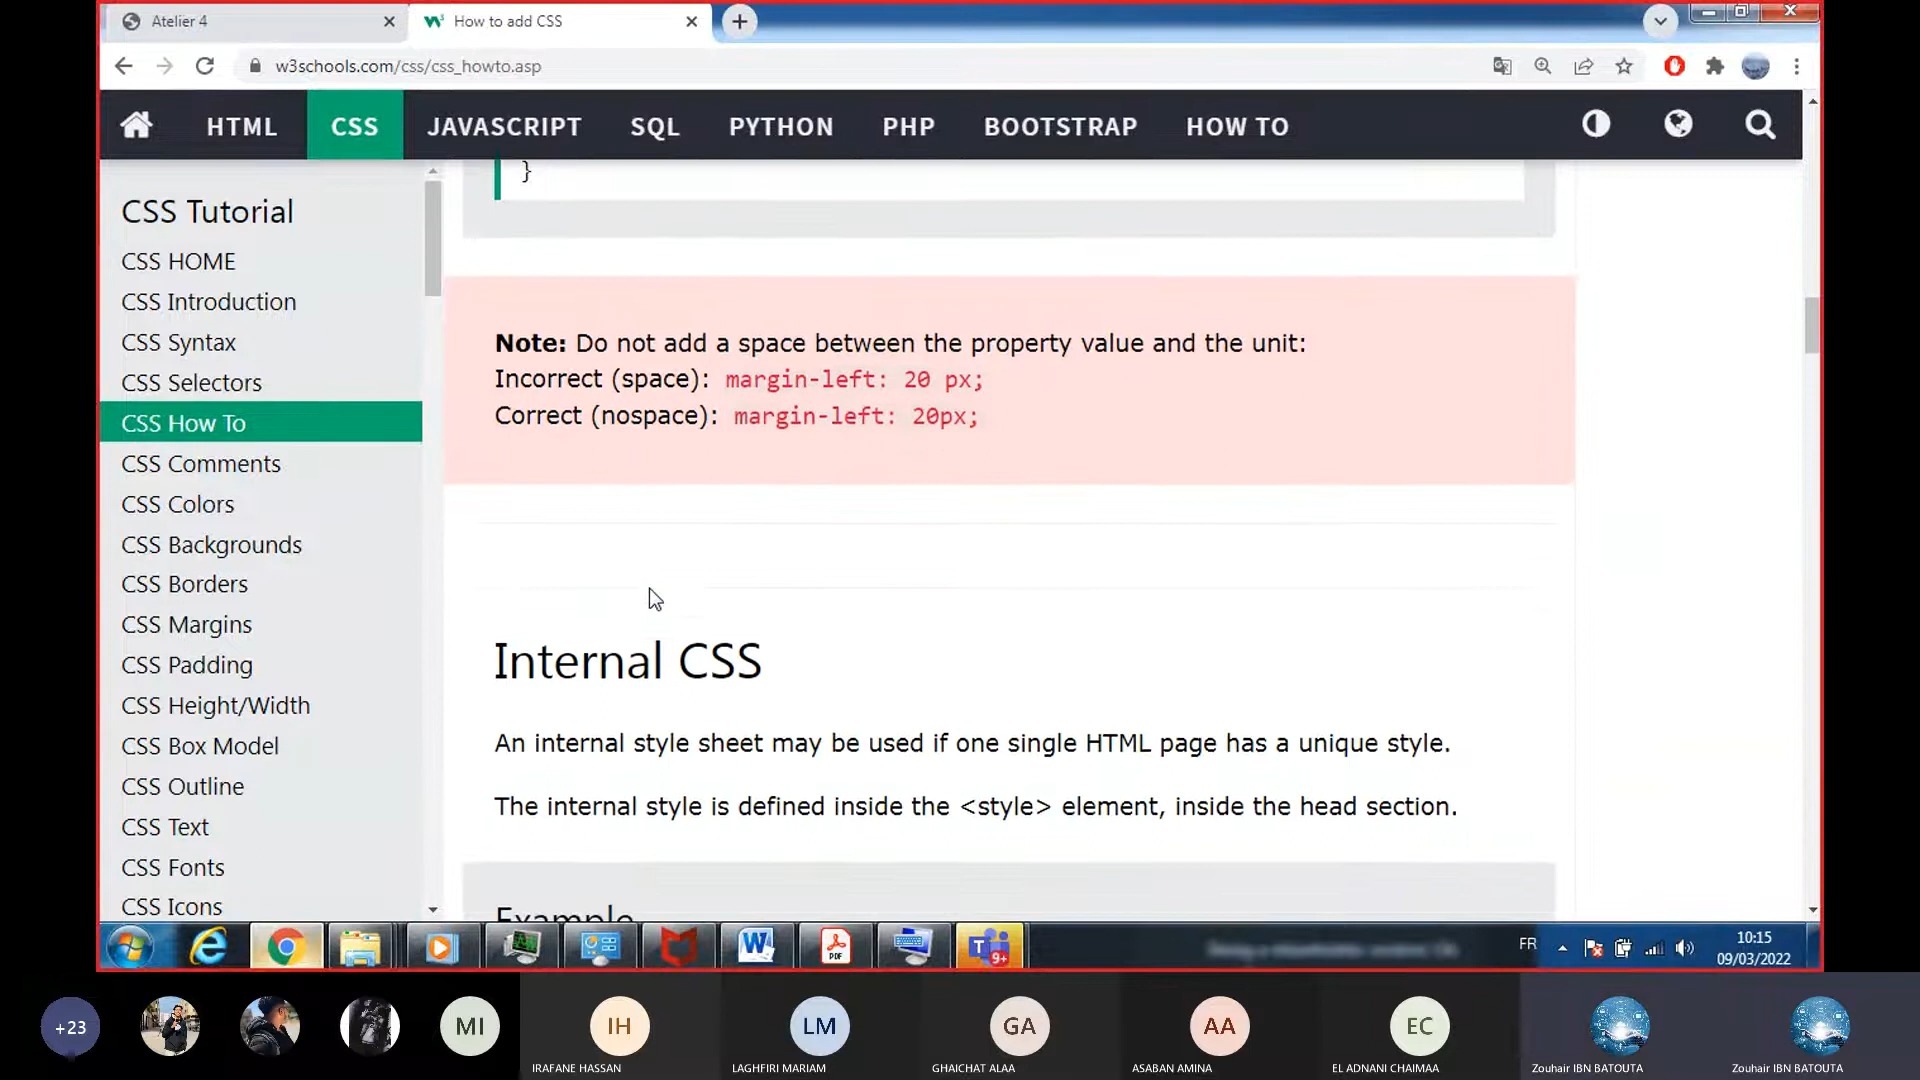 Atelier 4
How to add CSS
w3schools.com/css/css_howto.asp
HTML
CSS
JAVASCRIPT
SQL
PYTHON
PHP
BOOTSTRAP
HOW TO
CSS Tutorial
CSS HOME
CSS Introduction
CSS Syntax
CSS Selectors
CSS How To
CSS Comments
CSS Colors
CSS Backgrounds
CSS Borders
CSS Margins
CSS Padding
CSS Height/Width
CSS Box Model
CSS Outline
CSS Text
CSS Fonts
CSS Icons
}
Note: Do not add a space between the property value and the unit:
Incorrect (space): margin-left: 20 px;
Correct (nospace): margin-left: 20px;
Internal CSS
An internal style sheet may be used if one single HTML page has a unique style.
The internal style is defined inside the <style> element, inside the head section.
Example
W
PDF
T
9+
FR
10:15
09/03/2022
+23
MI
IH
IRAFANE HASSAN
LM
LAGHFIRI MARIAM
GA
GHAICHAT ALAA
AA
ASABAN AMINA
EC
EL ADNANI CHAIMAA
Zouhair IBN BATOUTA
Zouhair IBN BATOUTA